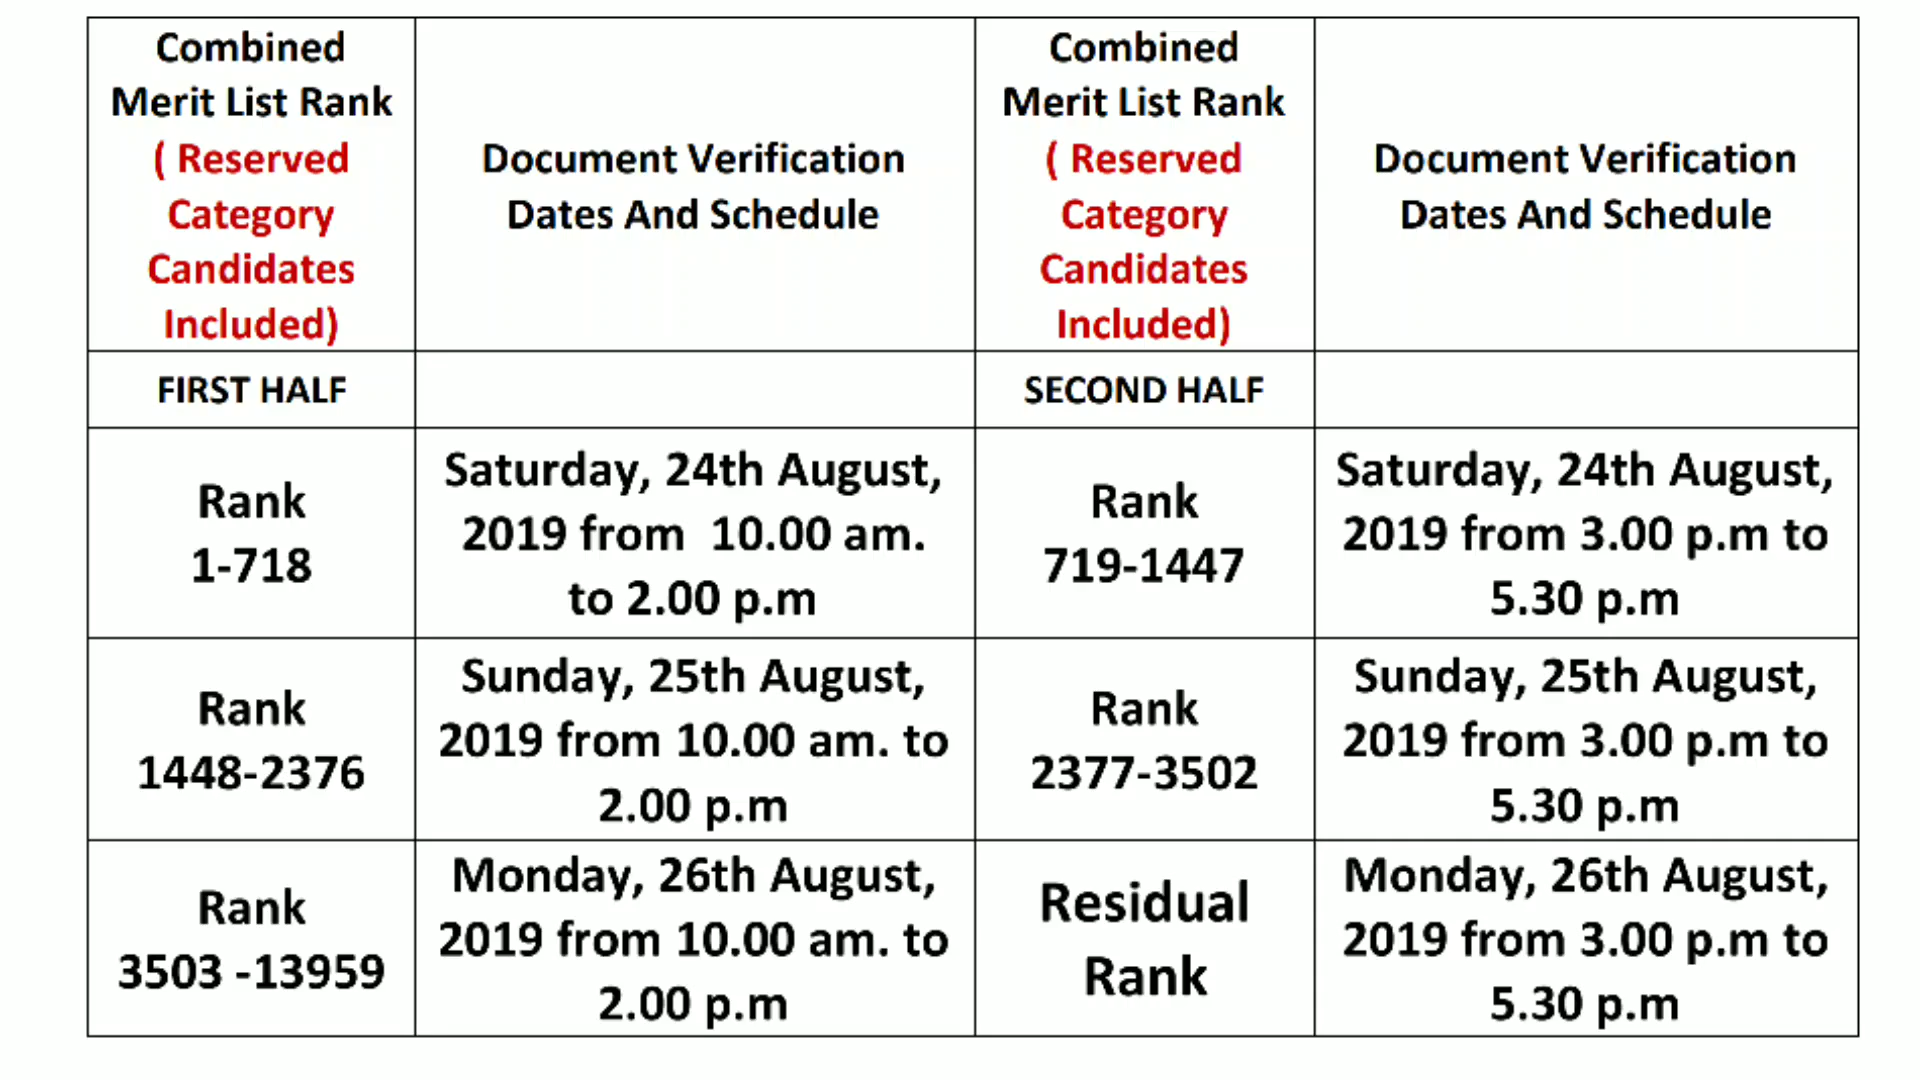 Combined
Merit List Rank
( Reserved
Category
Candidates
Included)
Document Verification
Dates And Schedule
Combined
Merit List Rank
( Reserved
Category
Candidates
Included)
Document Verification
Dates And Schedule
FIRST HALF
SECOND HALF
Rank
1-718
Saturday, 24th August,
2019 from  10.00 am.
to 2.00 p.m
Rank
719-1447
Saturday, 24th August,
2019 from 3.00 p.m to
5.30 p.m
Rank
1448-2376
Sunday, 25th August,
2019 from 10.00 am. to
2.00 p.m
Rank
2377-3502
Sunday, 25th August,
2019 from 3.00 p.m to
5.30 p.m
Rank
3503 -13959
Monday, 26th August,
2019 from 10.00 am. to
2.00 p.m
Residual
Rank
Monday, 26th August,
2019 from 3.00 p.m to
5.30 p.m